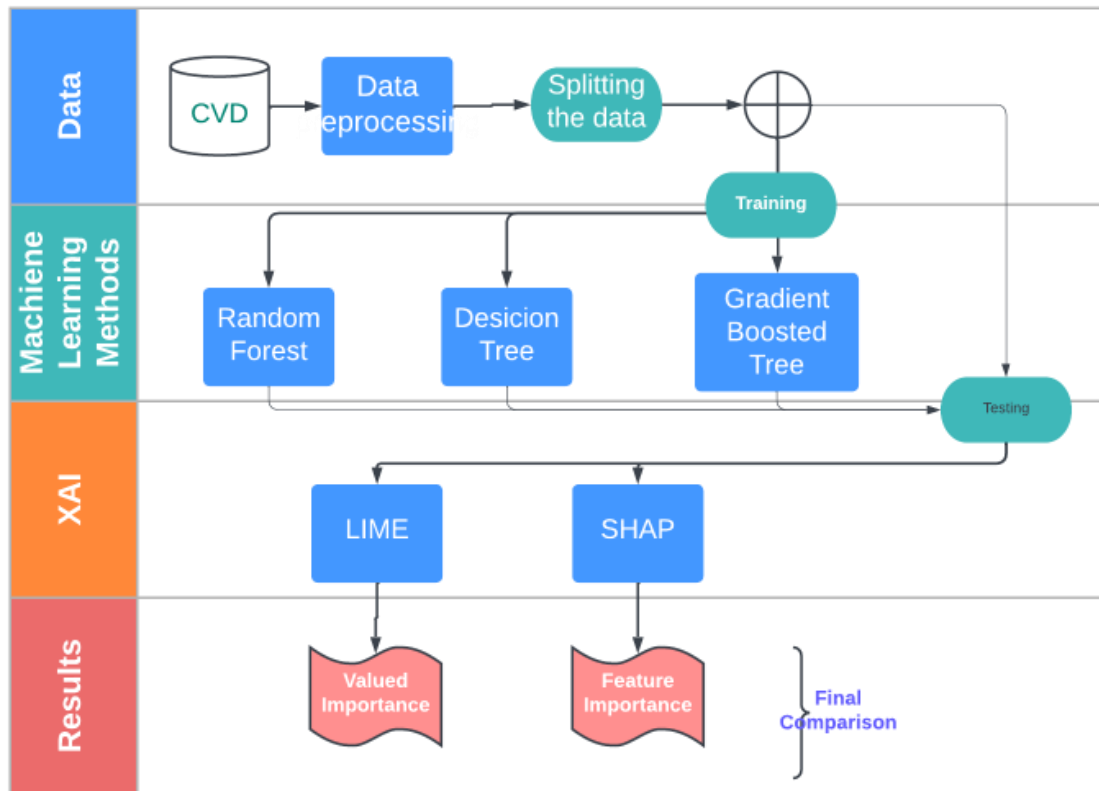 Data
CVD
Data
eprocessin
Splitting
the data
Training
Machiene
Learning
Methods
Random
Forest
Desicion
Tree
Gradient
Boosted
Tree
Testing
XAI
LIME
SHAP
Results
Valued
Importance
Feature
Importance
Final
Comparison